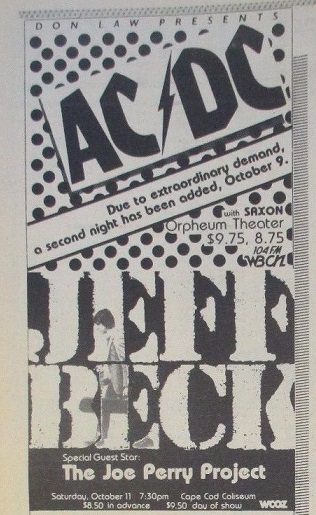 DON LAW PRESENTS
AC/DC
Due to extraordinary demand,
a second night has been added, October 9.
with SAXON
Orpheum Theater
$9.75, 8.75
104 FM
WBCN
JEFF
BECK
Special Guest Star:
The Joe Perry Project
Saturday, October 11 7:30pm Cape Cod Coliseum
$8.50 in advance $9.50 day of show WCOZ